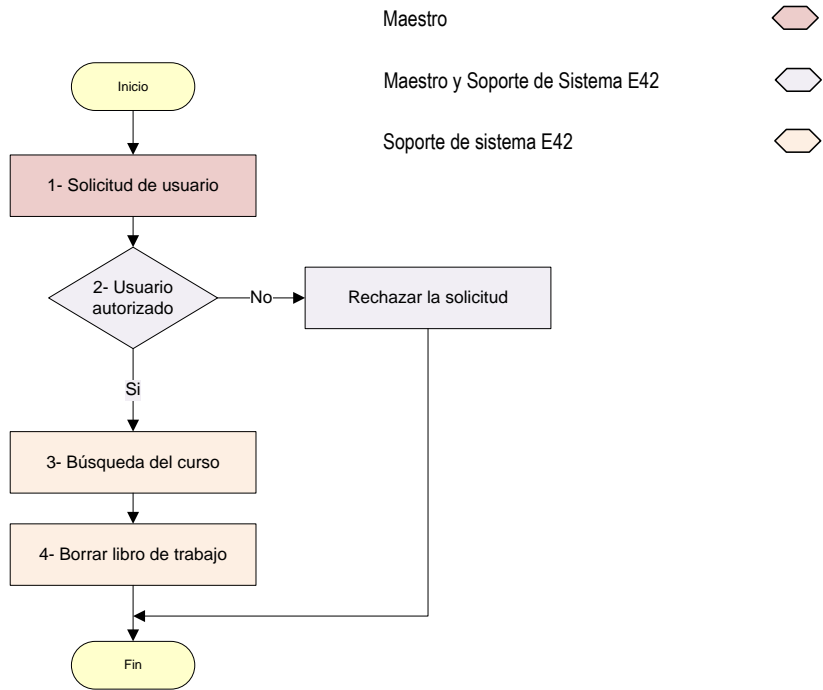 Maestro
Maestro y Soporte de Sistema E42
Soporte de sistema E42
Inicio
1- Solicitud de usuario
2- Usuario
autorizado
No
Rechazar la solicitud
Si
3- Búsqueda del curso
4- Borrar libro de trabajo
Fin